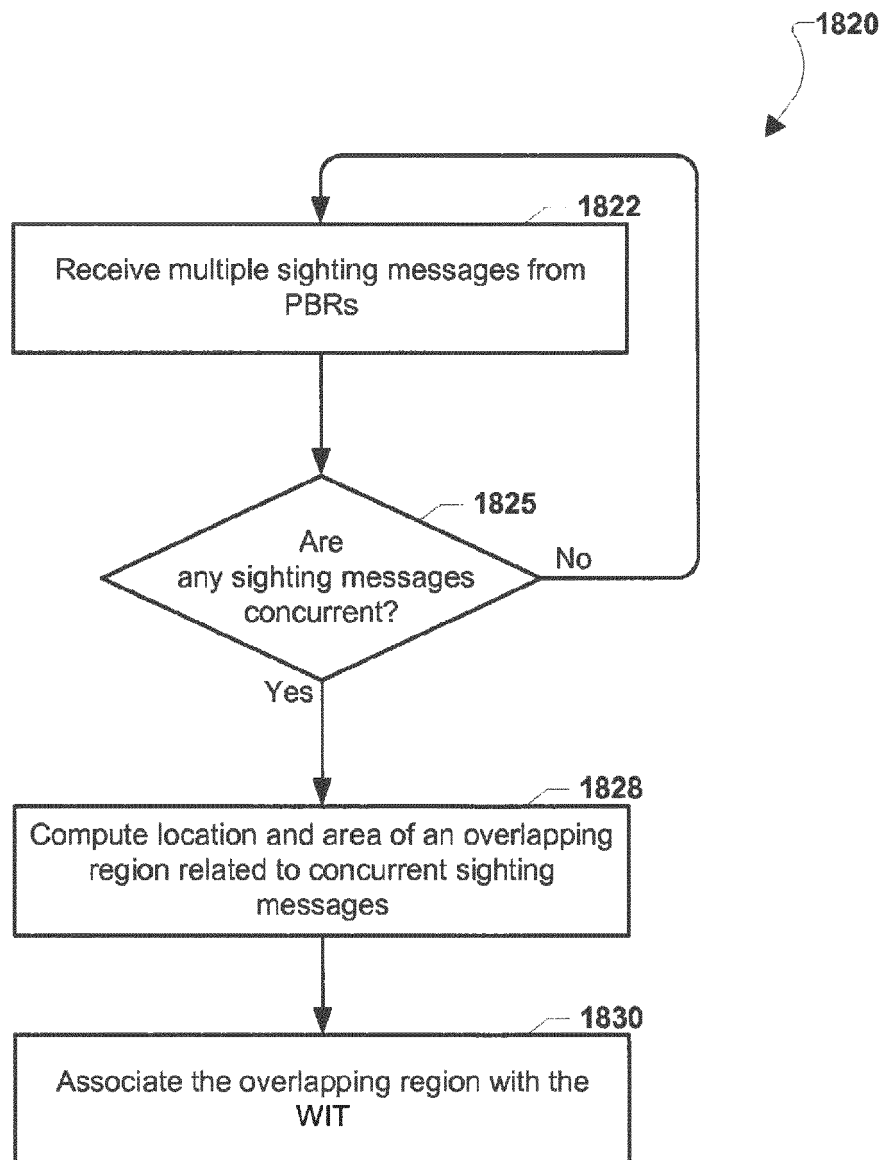 1820
1822
Receive multiple sighting messages from
PBRs
1825
Are
any sighting messages
concurrent?
No
Yes
1828
Compute location and area of an overlapping
region related to concurrent sighting
messages
1830
Associate the overlapping region with the
WIT